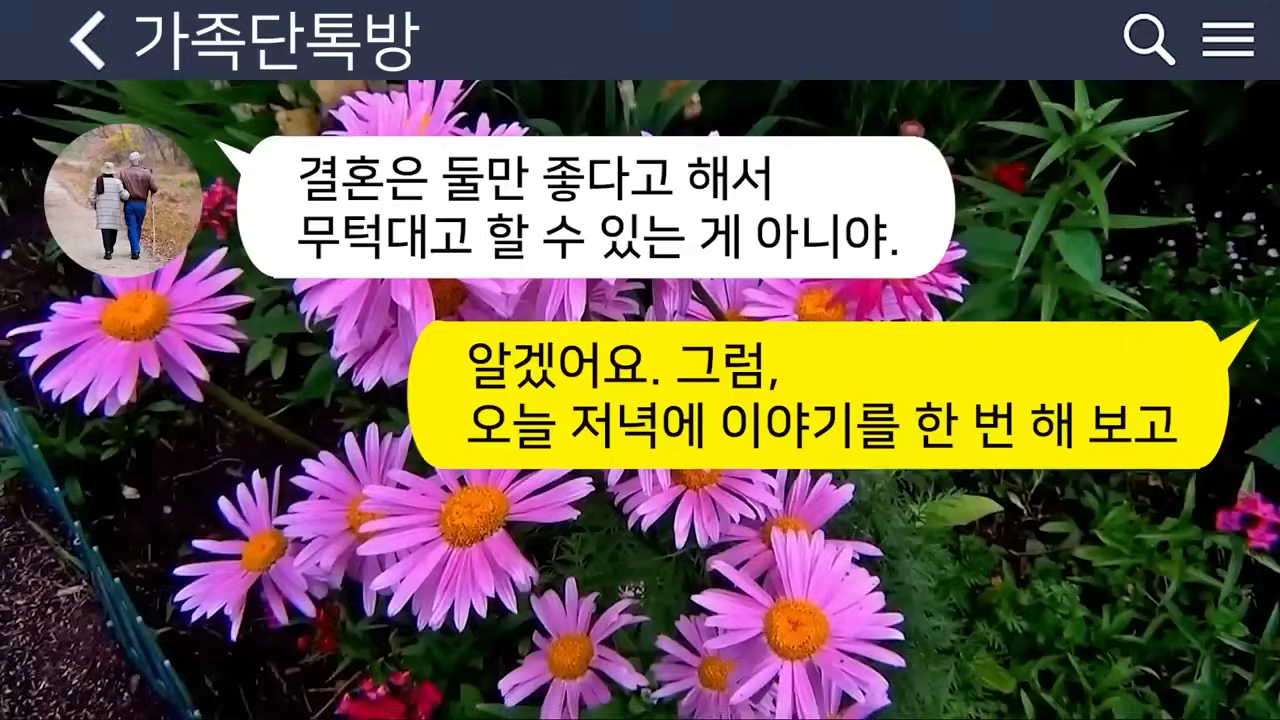 가족단톡방
결혼은 둘만 좋다고 해서
무턱대고 할 수 있는 게 아니야.
알겠어요. 그럼,
오늘 저녁에 이야기를 한 번 해 보고